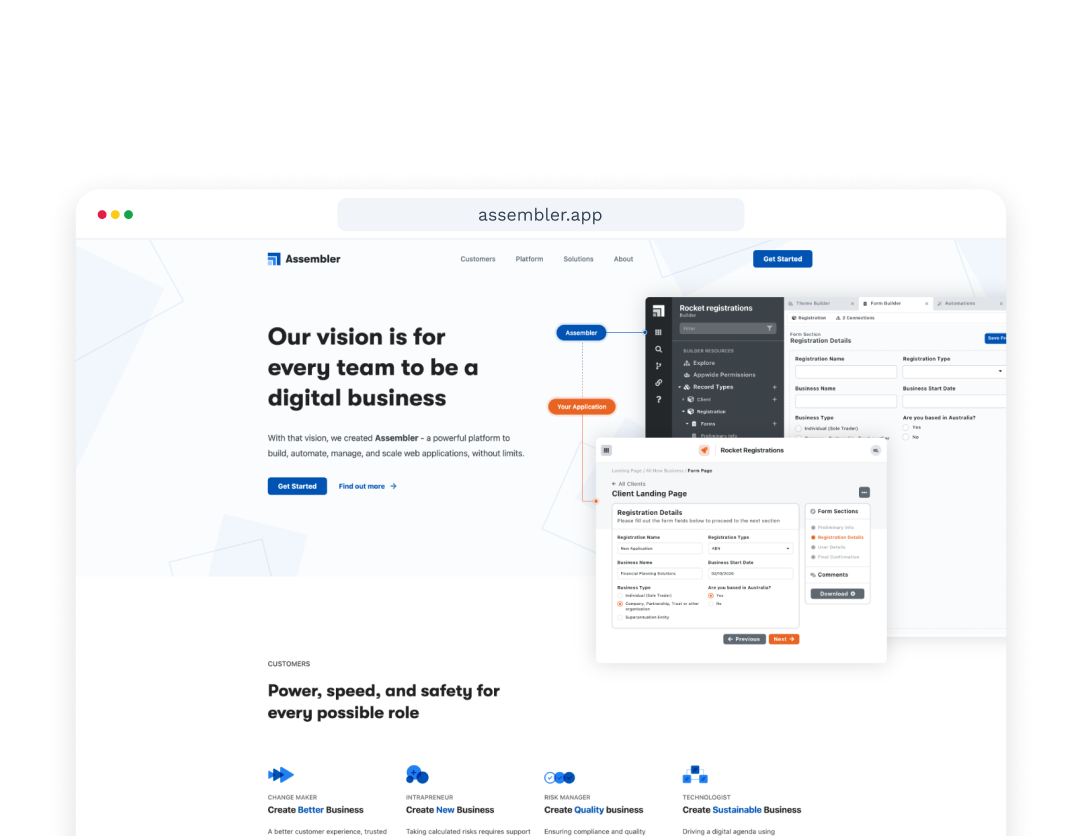 assembler.app
Assembler
Customers Platform Solutions About
Get Started
Our vision is for
every team to be a
digital business
With that vision, we created Assembler - a powerful platform to
build, automate, manage, and scale web applications, without limits.
Get Started Find out more →
Assembler
Your Application
Rocket registrations
Builder
Filter
BUILDER RESOURCES
Explore
Appwide Permissions
Record Types +
Client +
Registration
Forms +
Preliminary Info
Theme Builder × Form Builder × Automations ×
Registration 2 Connections
Form Section
Registration Details
Registration Name Registration Type
Business Name Business Start Date
Business Type Are you based in Australia?
Individual (Sole Trader) Yes
No
Rocket Registrations
Landing Page / All New Business / Form Page
← All Clients
Client Landing Page
Registration Details
Please fill out the form fields below to proceed to the next section
Registration Name Registration Type
New Application ABN
Business Name Business Start Date
Financial Planning Solutions 02/10/2020
Business Type Are you based in Australia?
Individual (Sole Trader) Yes
Company, Partnership, Trust or other No
organisation
Superannuation Entity
← Previous Next →
Form Sections
Preliminary Info
Registration Details
User Details
Final Confirmation
Comments
Download
CUSTOMERS
Power, speed, and safety for
every possible role
CHANGE MAKER
Create Better Business
A better customer experience, trusted
INTRAPRENEUR
Create New Business
Taking calculated risks requires support
RISK MANAGER
Create Quality business
Ensuring compliance and quality
TECHNOLOGIST
Create Sustainable Business
Driving a digital agenda using